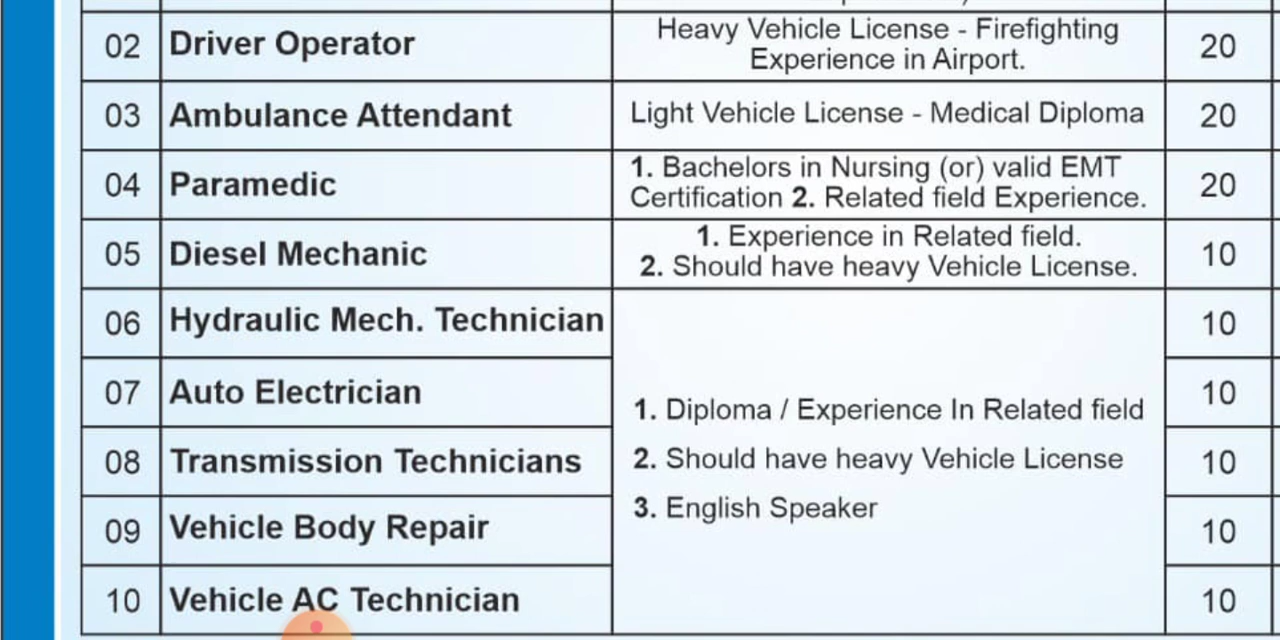 02 Driver Operator Heavy Vehicle License - Firefighting
Experience in Airport. 20
03 Ambulance Attendant Light Vehicle License - Medical Diploma 20
04 Paramedic 1. Bachelors in Nursing (or) valid EMT
Certification 2. Related field Experience. 20
05 Diesel Mechanic 1. Experience in Related field.
2. Should have heavy Vehicle License. 10
06 Hydraulic Mech. Technician 10
07 Auto Electrician 10
1. Diploma / Experience In Related field
08 Transmission Technicians 2. Should have heavy Vehicle License 10
3. English Speaker
09 Vehicle Body Repair 10
10 Vehicle AC Technician 10